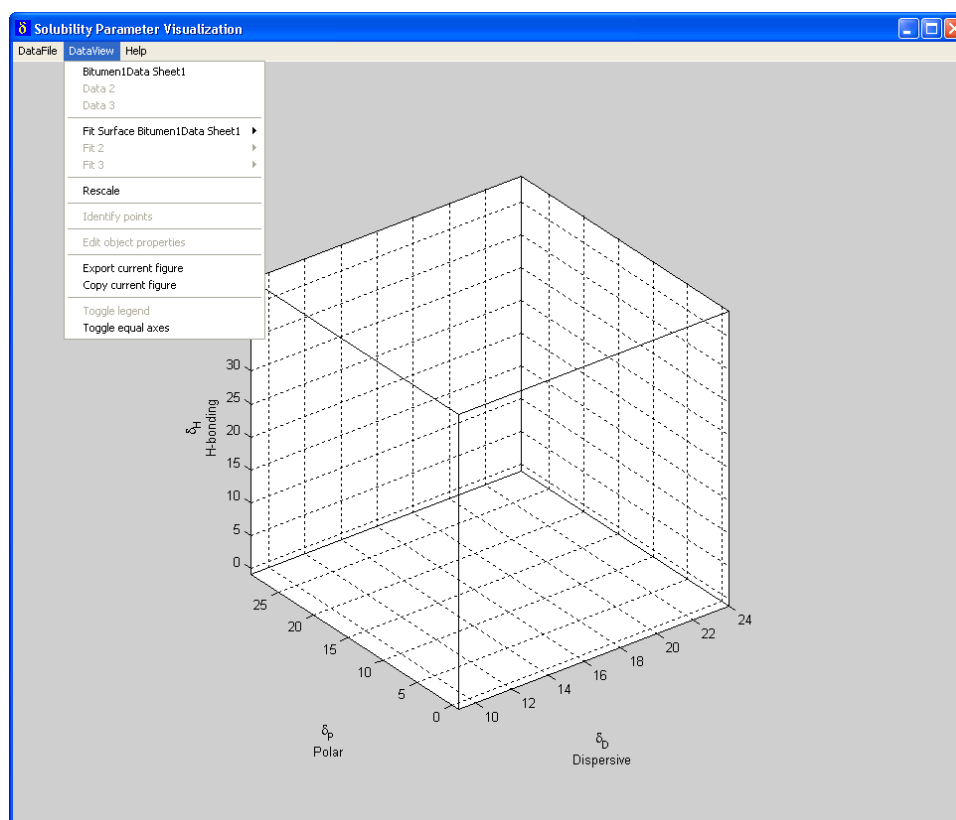 δ Solubility Parameter Visualization
DataFile DataView Help
Bitumen1Data Sheet1
Data 2
Data 3
Fit Surface Bitumen1Data Sheet1
Fit 2
Fit 3
Rescale
Identify points
Edit object properties
Export current figure
Copy current figure
Toggle legend
Toggle equal axes
30
25
20
15
10
5
0
δH
H-bonding
25
20
15
10
5
0
δP
Polar
10
12
14
16
18
20
22
24
δD
Dispersive